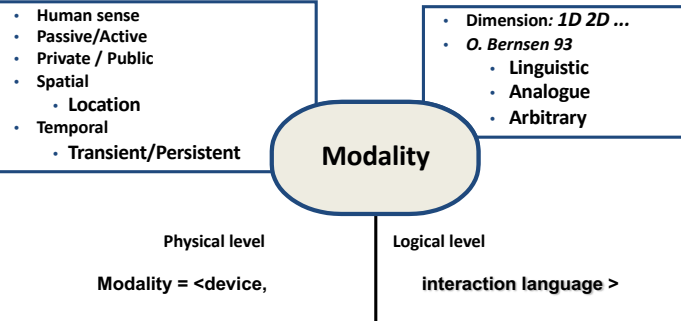 • Human sense
• Passive/Active
• Private / Public
• Spatial
• Location
• Temporal
• Transient/Persistent
• Dimension: 1D 2D ...
• O. Bernsen 93
• Linguistic
• Analogue
• Arbitrary
Modality
Physical level
Logical level
Modality = <device,
interaction language >